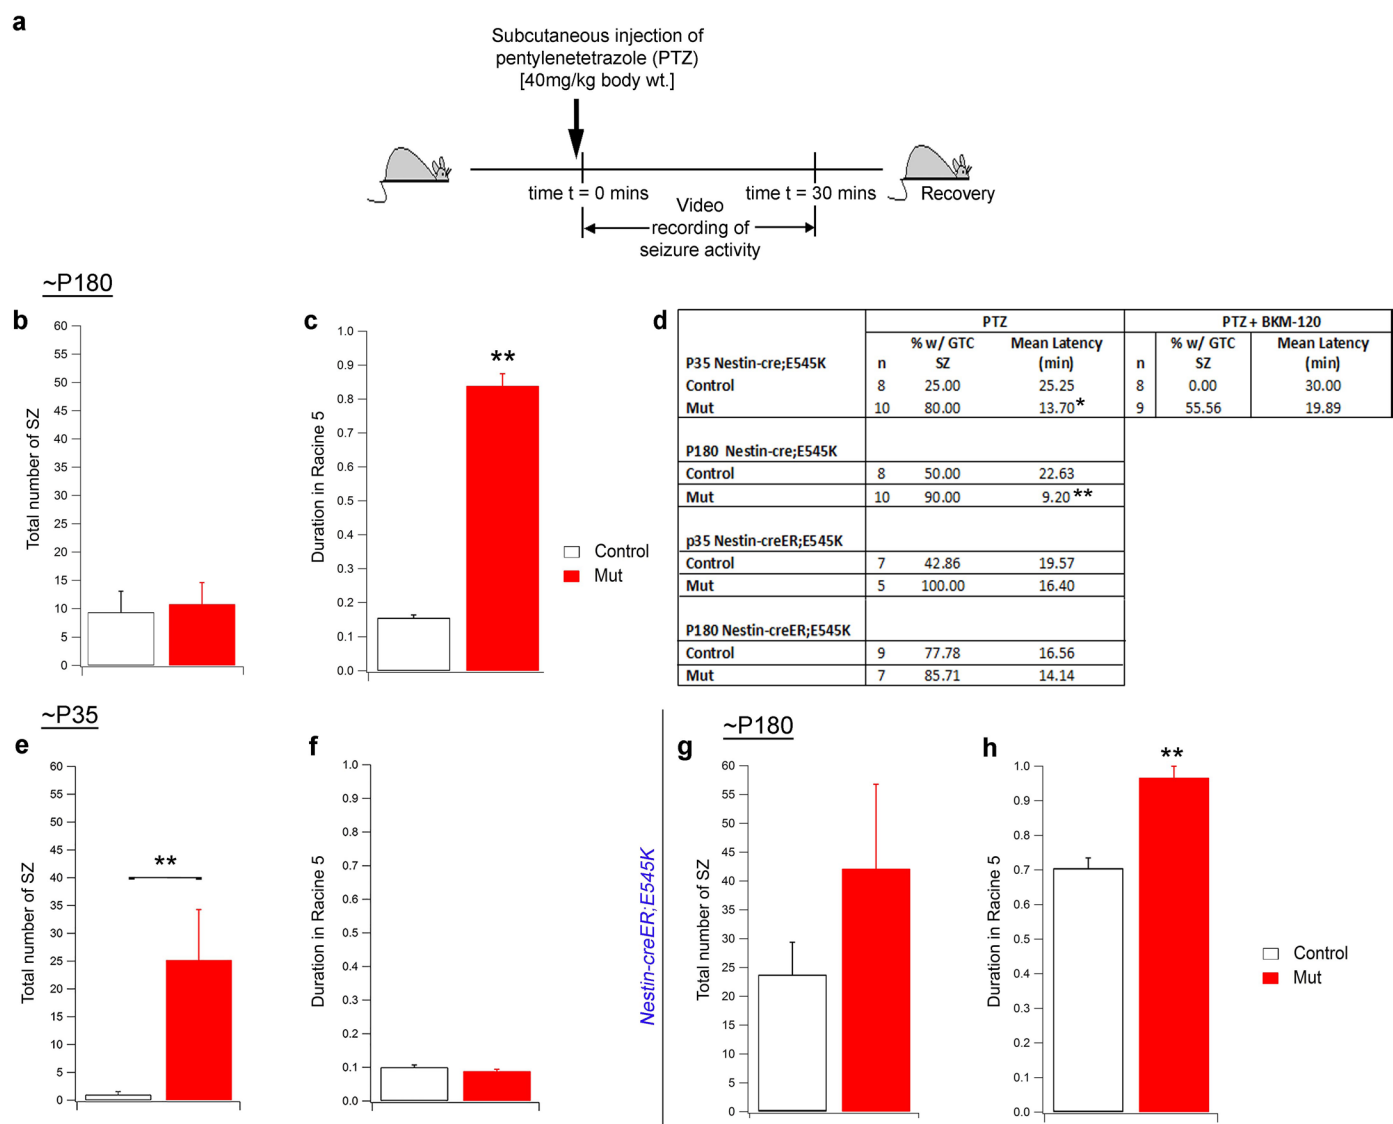 a
Subcutaneous injection of
pentylenetetrazole (PTZ)
[40mg/kg body wt.]
time t = 0 mins
time t = 30 mins
Recovery
Video
recording of
seizure activity
~P180
b
Total number of SZ
60
55
50
45
40
35
30
25
20
15
10
5
0
c
Duration in Racine 5
1.0
0.9
0.8
0.7
0.6
0.5
0.4
0.3
0.2
0.1
0.0
**
Control
Mut
d
PTZ PTZ + BKM-120
P35 Nestin-cre;E545K n % w/ GTC SZ Mean Latency (min) n % w/ GTC SZ Mean Latency (min)
Control 8 25.00 25.25 8 0.00 30.00
Mut 10 80.00 13.70* 9 55.56 19.89
P180 Nestin-cre;E545K
Control 8 50.00 22.63
Mut 10 90.00 9.20**
p35 Nestin-creER;E545K
Control 7 42.86 19.57
Mut 5 100.00 16.40
P180 Nestin-creER;E545K
Control 9 77.78 16.56
Mut 7 85.71 14.14
~P35
e
Total number of SZ
60
55
50
45
40
35
30
25
20
15
10
5
0
**
f
Duration in Racine 5
1.0
0.9
0.8
0.7
0.6
0.5
0.4
0.3
0.2
0.1
0.0
Nestin-creER;E545K
~P180
g
Total number of SZ
60
55
50
45
40
35
30
25
20
15
10
5
0
h
Duration in Racine 5
1.0
0.9
0.8
0.7
0.6
0.5
0.4
0.3
0.2
0.1
0.0
**
Control
Mut